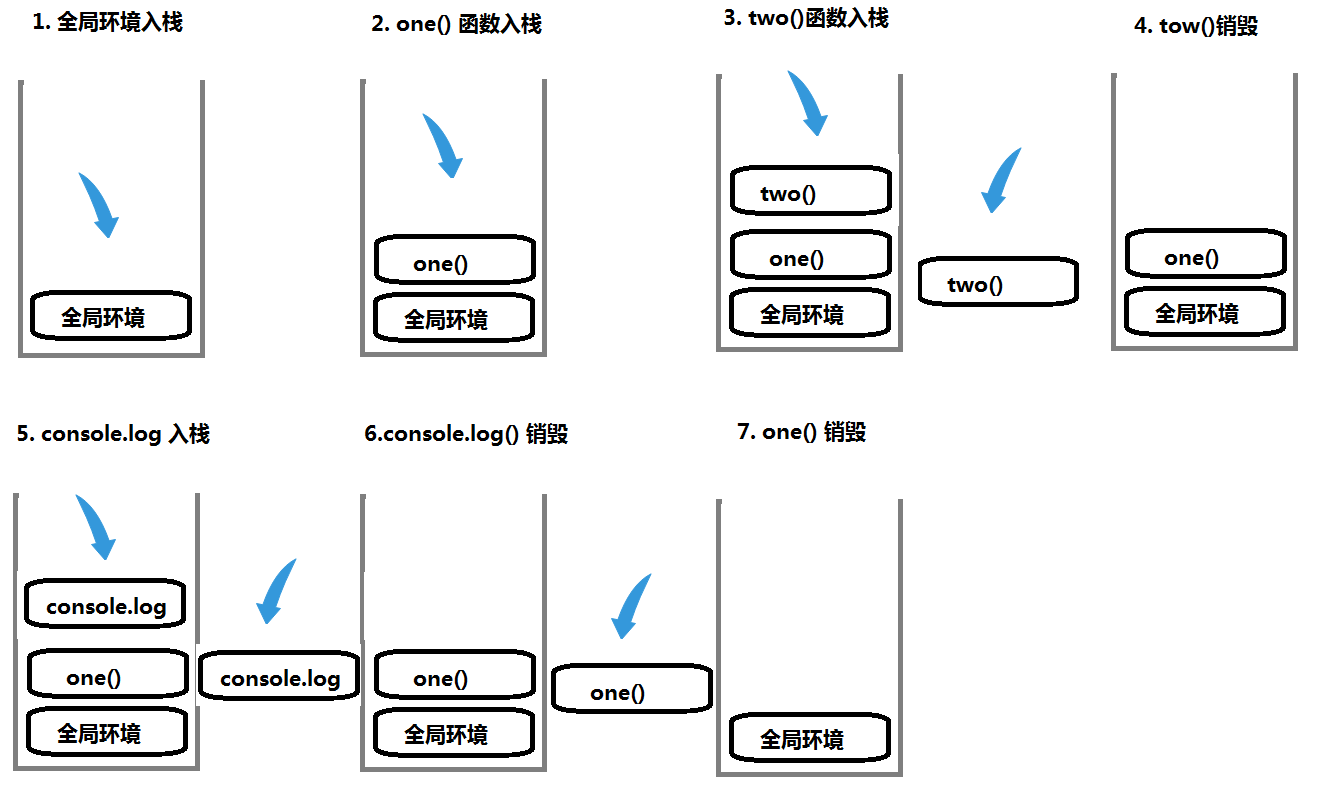 1. 全局环境入栈
全局环境
2. one() 函数入栈
one()
全局环境
3. two()函数入栈
two()
one()
全局环境
two()
4. tow()销毁
one()
全局环境
5. console.log 入栈
console.log
one()
全局环境
console.log
6.console.log() 销毁
one()
全局环境
one()
7. one() 销毁
全局环境